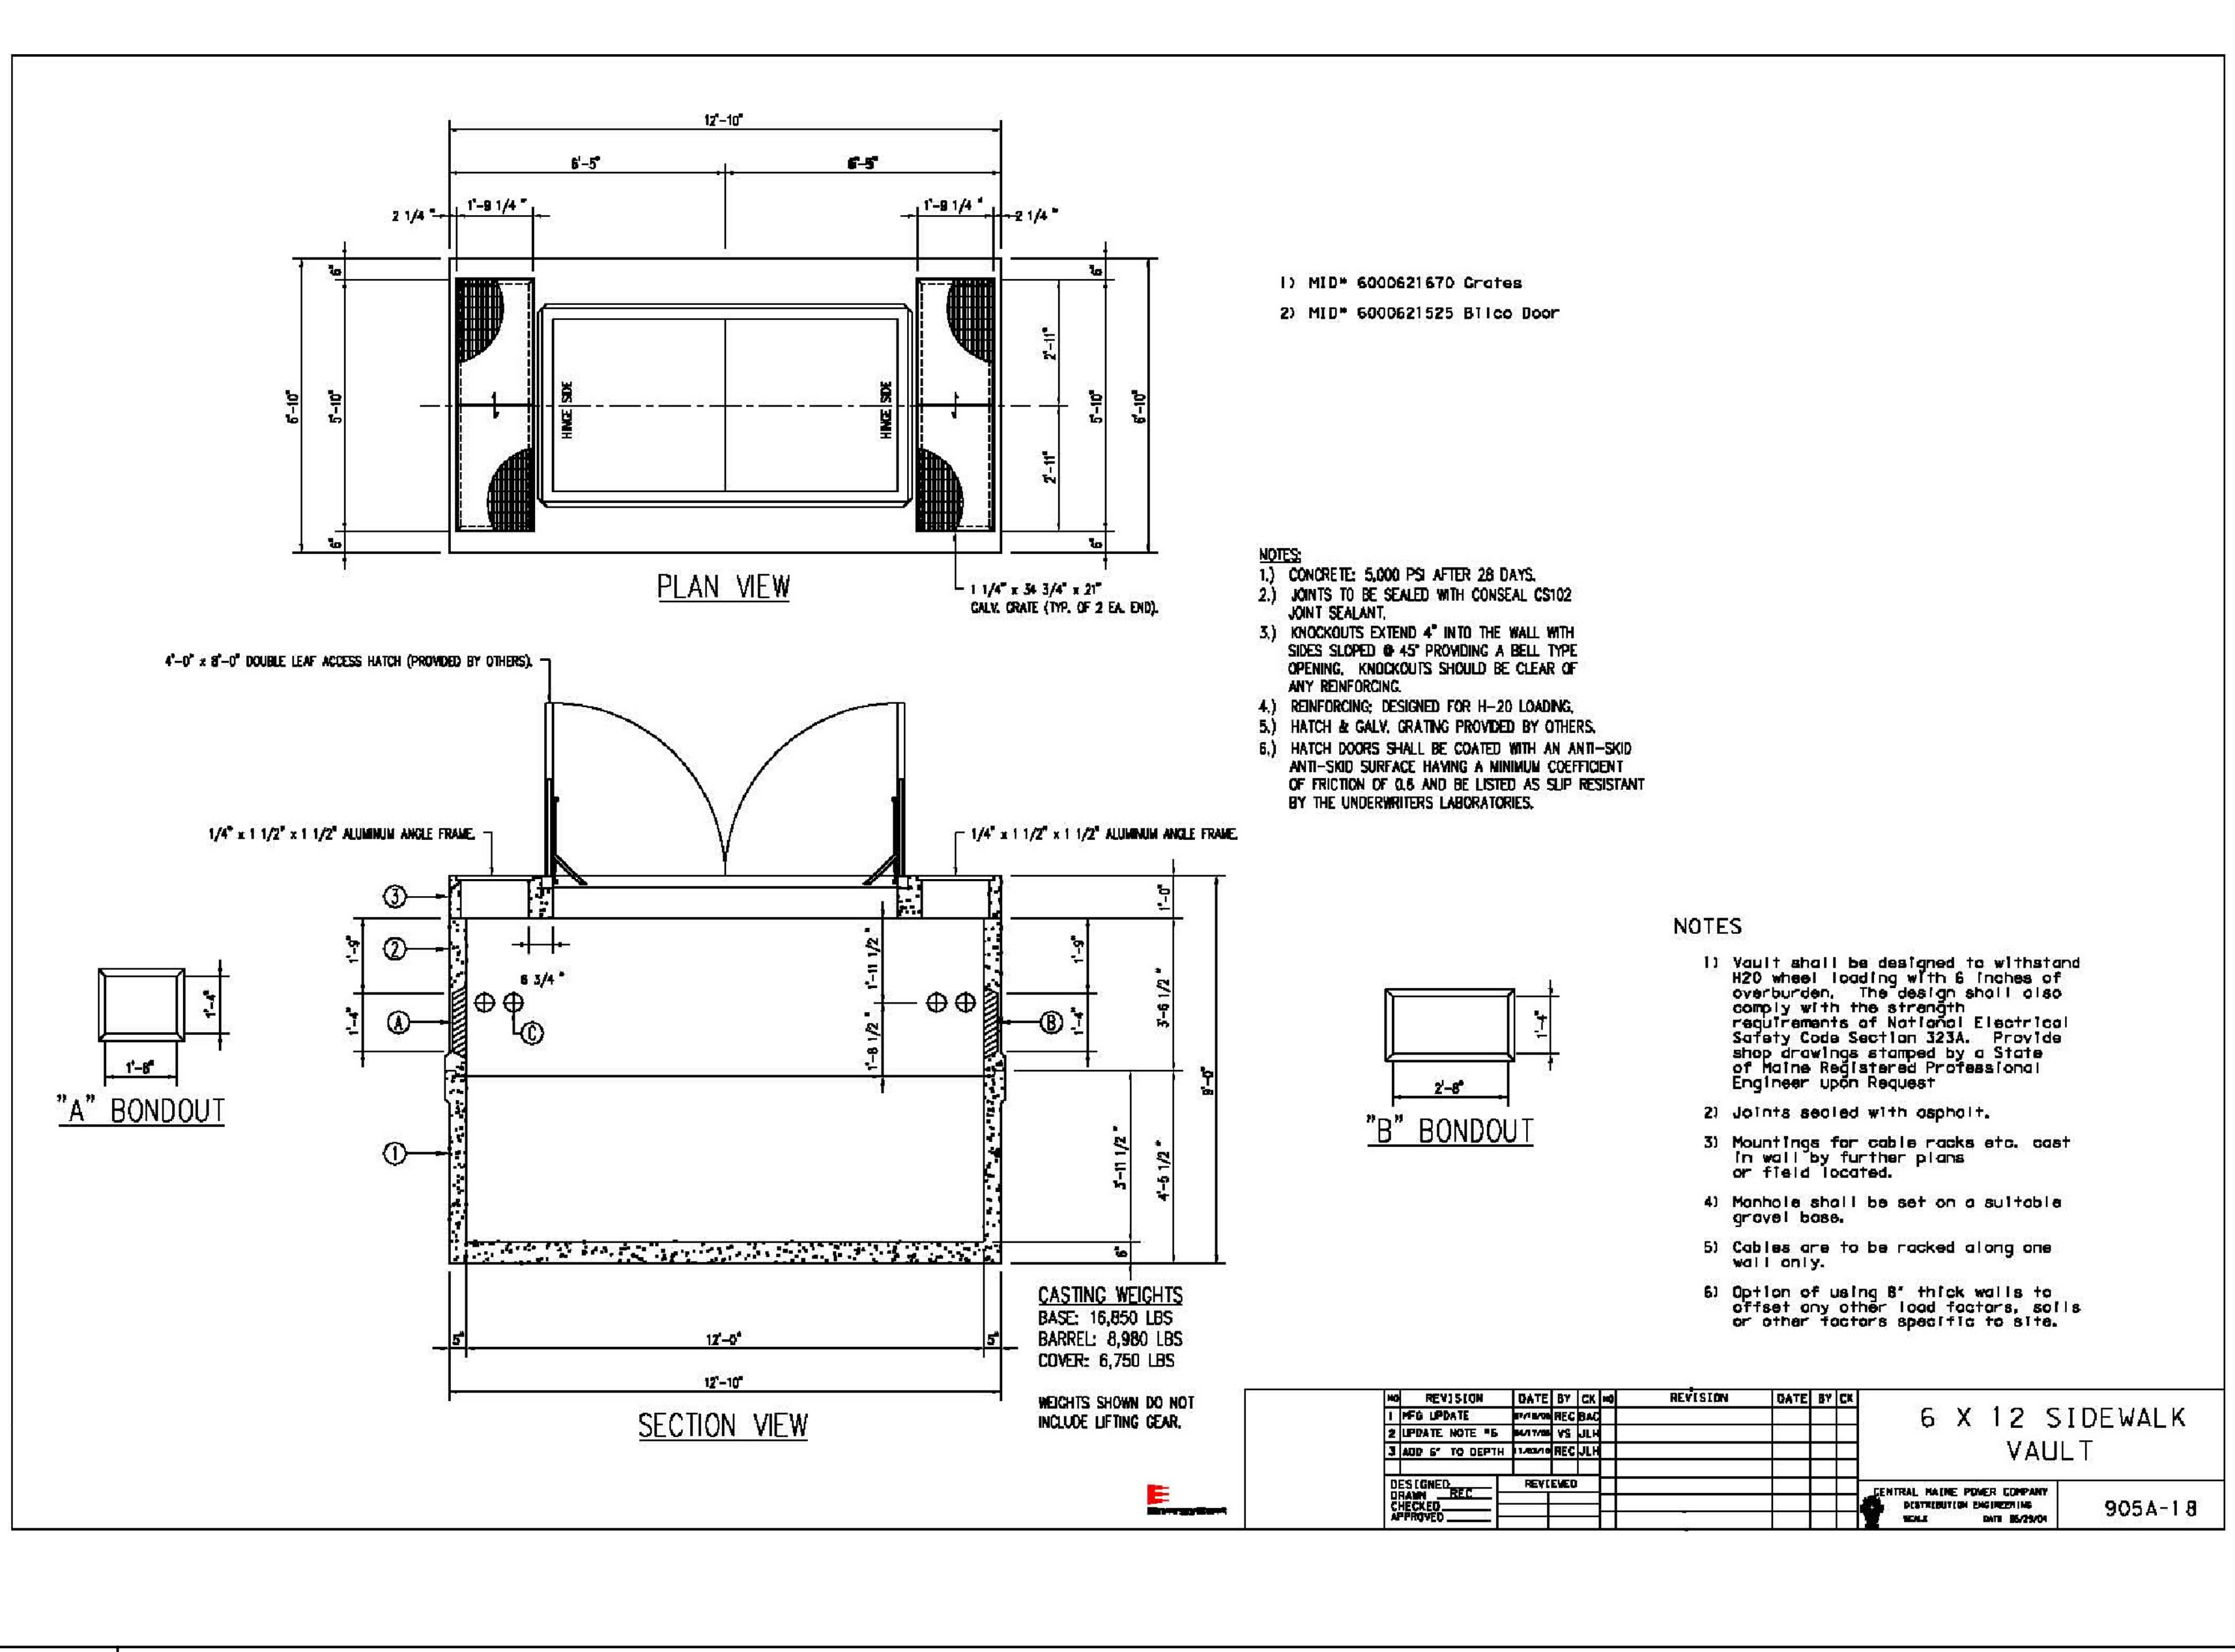 12'-10"
6'-5"
6'-5"
2 1/4 "
1'-9 1/4 "
1'-9 1/4 "
2 1/4 "
6"
6"
6'-10"
5'-10"
HINGE SIDE
HINGE SIDE
2'-11"
2'-11"
5'-10"
6'-10"
6"
6"
PLAN VIEW
1 1/4" x 34 3/4" x 21"
GALV. GRATE (TYP. OF 2 EA. END).
1) MID# 6000621670 Grates
2) MID# 6000621525 Bilco Door
NOTES:
1.) CONCRETE: 5,000 PSI AFTER 28 DAYS.
2.) JOINTS TO BE SEALED WITH CONSEAL CS102
JOINT SEALANT.
3.) KNOCKOUTS EXTEND 4" INTO THE WALL WITH
SIDES SLOPED @ 45° PROVIDING A BELL TYPE
OPENING. KNOCKOUTS SHOULD BE CLEAR OF
ANY REINFORCING.
4.) REINFORCING: DESIGNED FOR H-20 LOADING.
5.) HATCH & GALV. GRATING PROVIDED BY OTHERS.
6.) HATCH DOORS SHALL BE COATED WITH AN ANTI-SKID
ANTI-SKID SURFACE HAVING A MINIMUM COEFFICIENT
OF FRICTION OF 0.6 AND BE LISTED AS SLIP RESISTANT
BY THE UNDERWRITERS LABORATORIES.
4'-0" x 8'-0" DOUBLE LEAF ACCESS HATCH (PROVIDED BY OTHERS).
1/4" x 1 1/2" x 1 1/2" ALUMINUM ANGLE FRAME.
1/4" x 1 1/2" x 1 1/2" ALUMINUM ANGLE FRAME.
3
2
A
1
C
B
1'-9"
1'-4"
6 3/4 "
1'-11 1/2 "
1'-8 1/2 "
1'-9"
1'-4"
1'-0"
3'-6 1/2 "
3'-11 1/2 "
4'-5 1/2 "
6"
5"
12'-0"
5"
12'-10"
SECTION VIEW
1'-4"
"A" BONDOUT
1'-4"
2'-8"
"B" BONDOUT
CASTING WEIGHTS
BASE: 16,850 LBS
BARREL: 8,980 LBS
COVER: 6,750 LBS
WEIGHTS SHOWN DO NOT
INCLUDE LIFTING GEAR.
NOTES
1) Vault shall be designed to withstand
H20 wheel loading with 6 inches of
overburden. The design shall also
comply with the strength
requirements of National Electrical
Safety Code Section 323A. Provide
shop drawings stamped by a State
of Maine Registered Professional
Engineer upon Request
2) Joints sealed with asphalt.
3) Mountings for cable racks etc. cast
in wall by further plans
or field located.
4) Manhole shall be set on a suitable
gravel base.
5) Cables are to be racked along one
wall only.
6) Option of using 8" thick walls to
offset any other load factors, soils
or other factors specific to site.
NO REVISION DATE BY CK NO REVISION DATE BY CK
1 MFG UPDATE REC BAC
2 UPDATE NOTE #6 VS JLH
3 ADD 6" TO DEPTH REC JLH
DESIGNED
DRAWN REC
CHECKED
APPROVED
REVIEWED
6 X 12 SIDEWALK
VAULT
CENTRAL MAINE POWER COMPANY
DISTRIBUTION ENGINEERING
SCALE DATE
905A-18